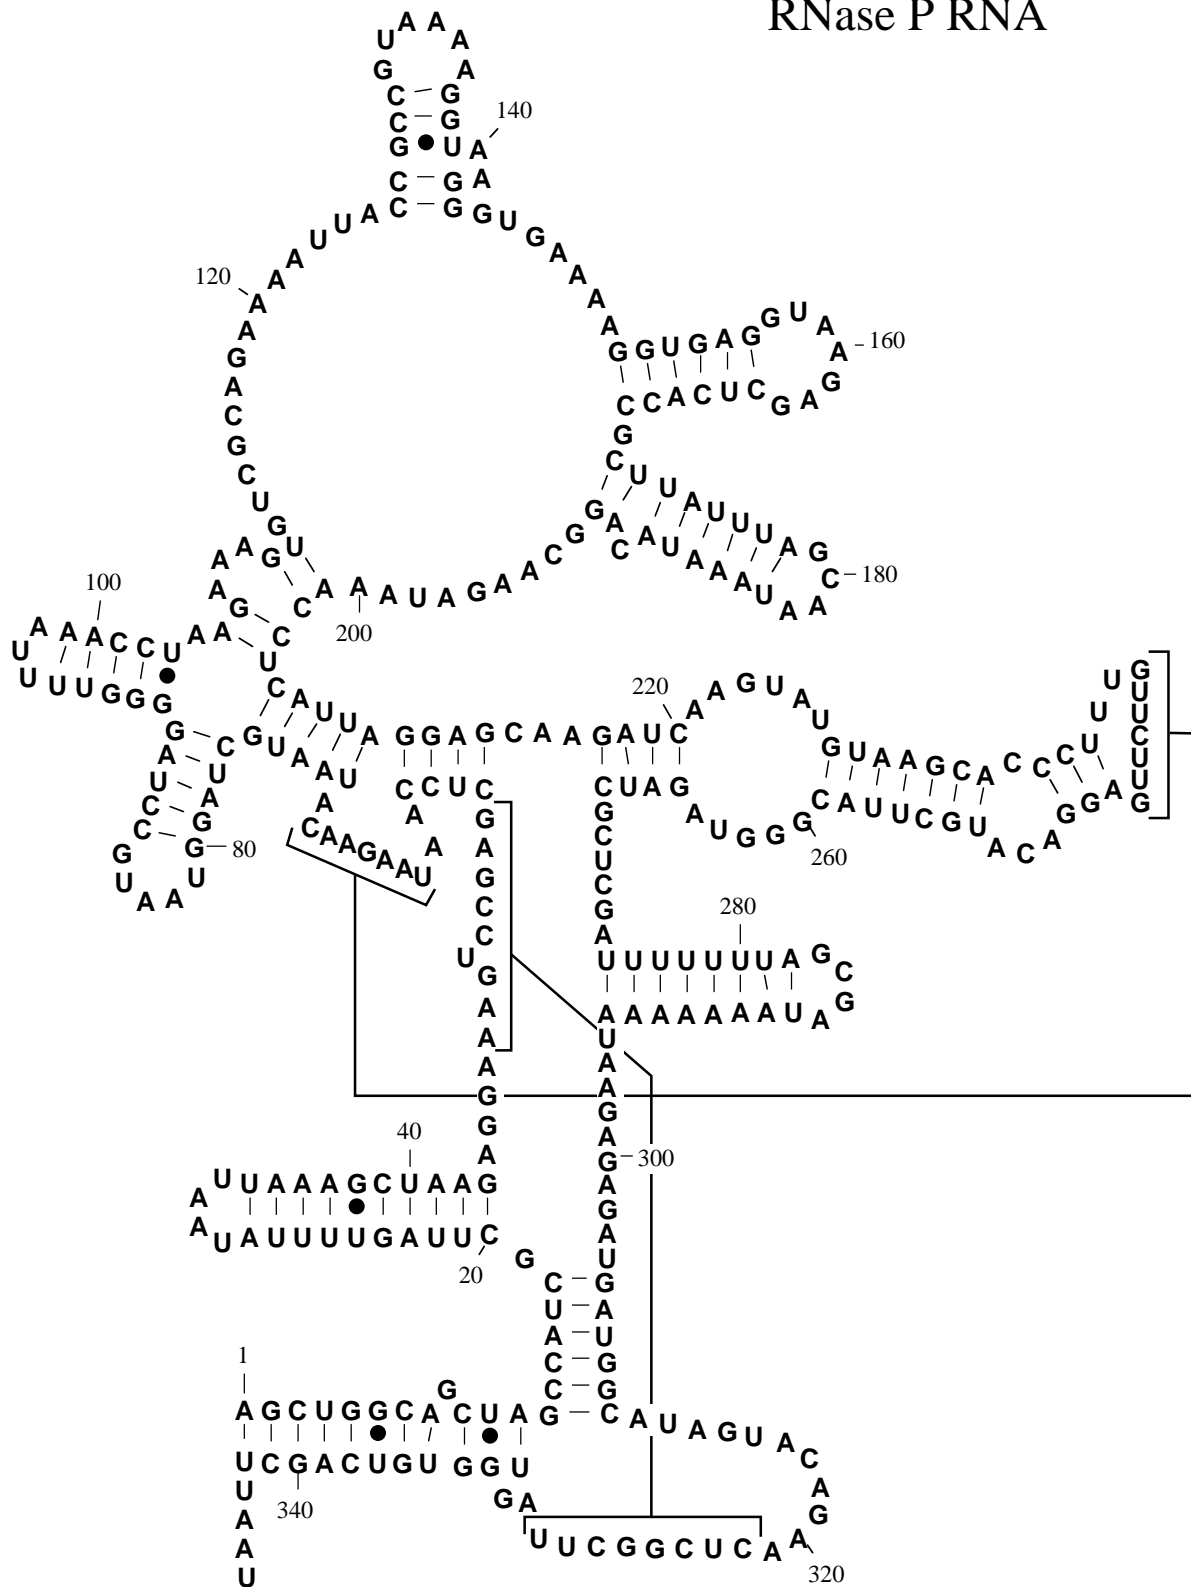 RNase P RNA
U A A A
G A
C G
C G
G U A
C G A
C G
140
A A A U U A
120
G U G A A A A
A A G A C G C U G U
G G U G A G G U A A G A G C U C A C C
160
G C U U A U U U A G C A A U A A A U A C A G
180
G C A A G A U A A A C C U C
200
100
U A A A C C U A A G A A G
U U U U G G G
G A U C C G U A A U G G A U C
80
G U A A U A C A A G A A U
A U U A G G A G C A A G A U C A A G U A U G U A A G C A C C C U U U
220
G U U C U U G
G A G G A C A U G C U U A C G G G U A G A U C
260
C C U C
A A
G A G C C U G A A A G G A G
G C U C G A U U U U U U U A G C G A U A A A A A A A
280
U A A G A G A G A U G A U G G C
300
U U A A A G C U A A G
40
A A U A U U U U G A U U C
20
G C U A C C G
1
A G C U G G C A G C U A
U C G A C U G U G G U
340
U A A U
G A
U U C G G C U C A A G A C A U G A U A
320